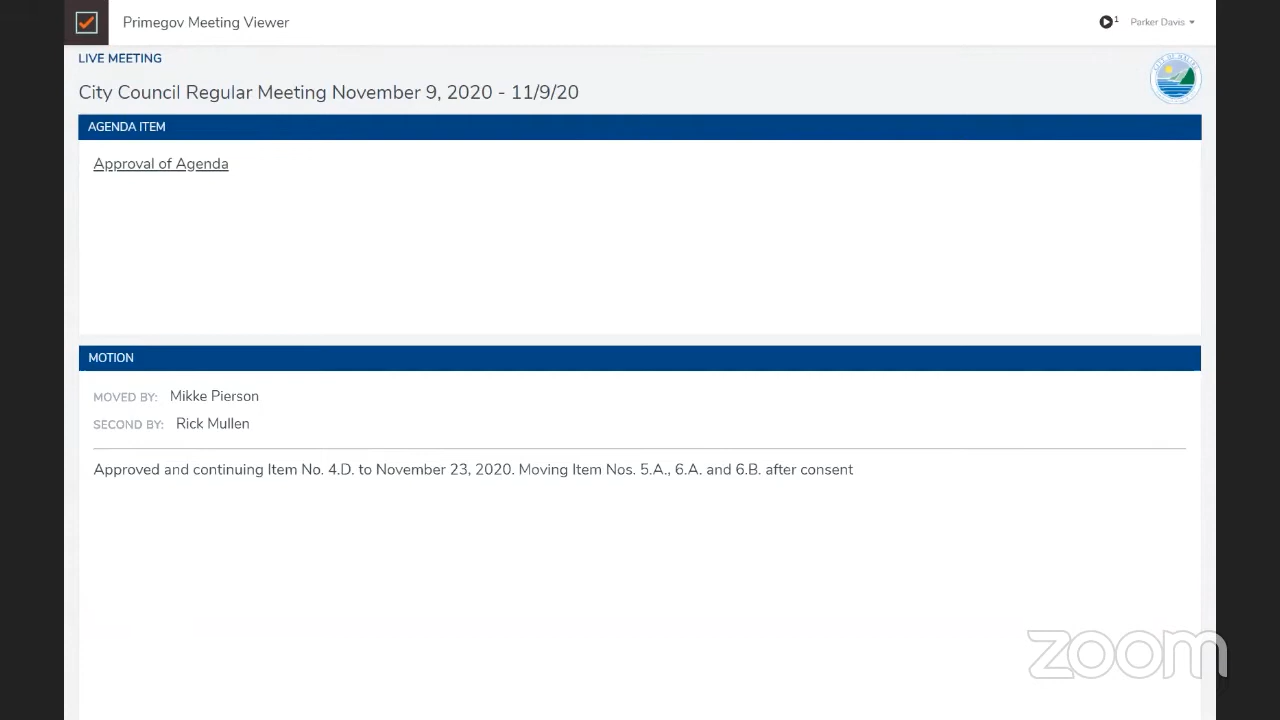 Primegov Meeting Viewer
1
Parker Davis
LIVE MEETING
City Council Regular Meeting November 9, 2020 - 11/9/20
AGENDA ITEM
Approval of Agenda
MOTION
MOVED BY: Mikke Pierson
SECOND BY: Rick Mullen
Approved and continuing Item No. 4.D. to November 23, 2020. Moving Item Nos. 5.A., 6.A. and 6.B. after consent
zoom